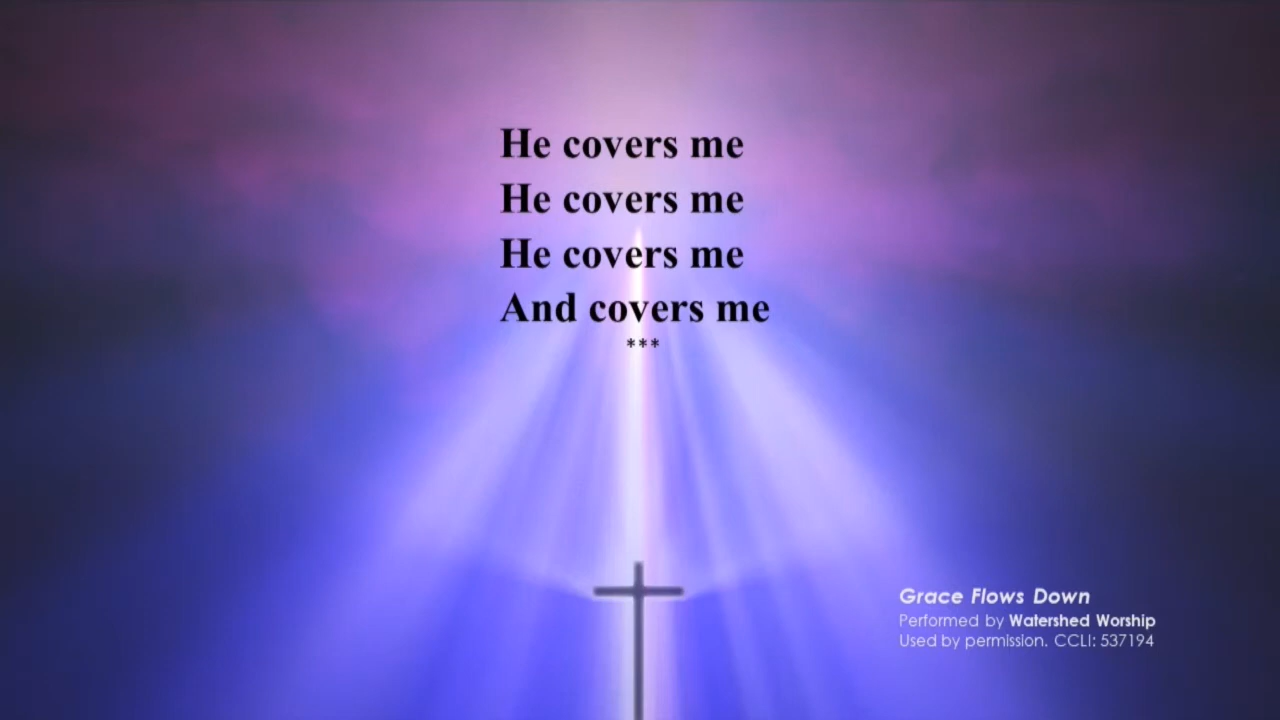 He covers me
He covers me
He covers me
And covers me
***
Grace Flows Down
Performed by Watershed Worship
Used by permission. CCLI: 537194